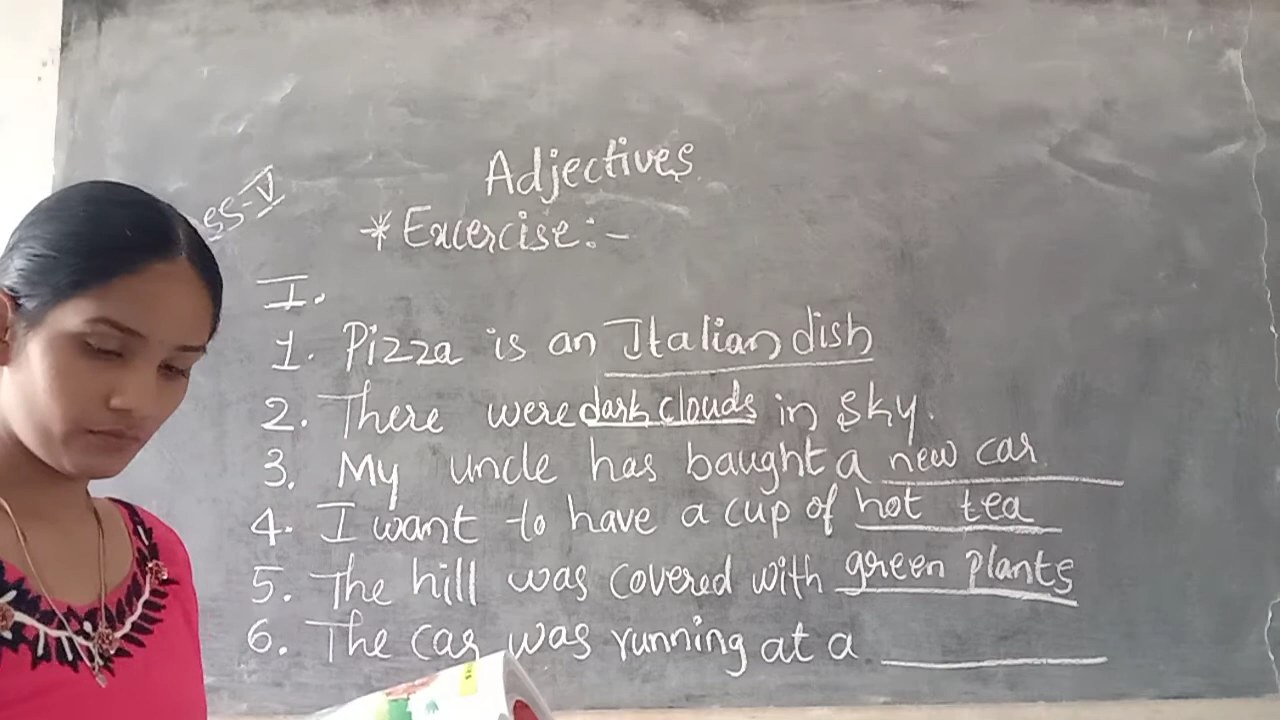 ss-V
Adjectives
* Excercise:-
I.
1. Pizza is an Italian dish
2. There were dark clouds in sky.
3. My uncle has baught a new car
4. I want to have a cup of hot tea
5. The hill was covered with green plants
6. The car was running at a